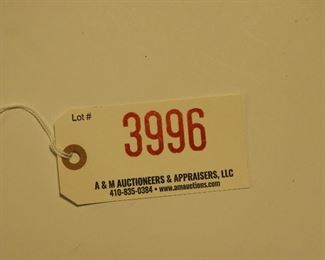 Lot #
3996
A & M AUCTIONEERS & APPRAISERS, LLC
410-835-0384 • www.amauctions.com